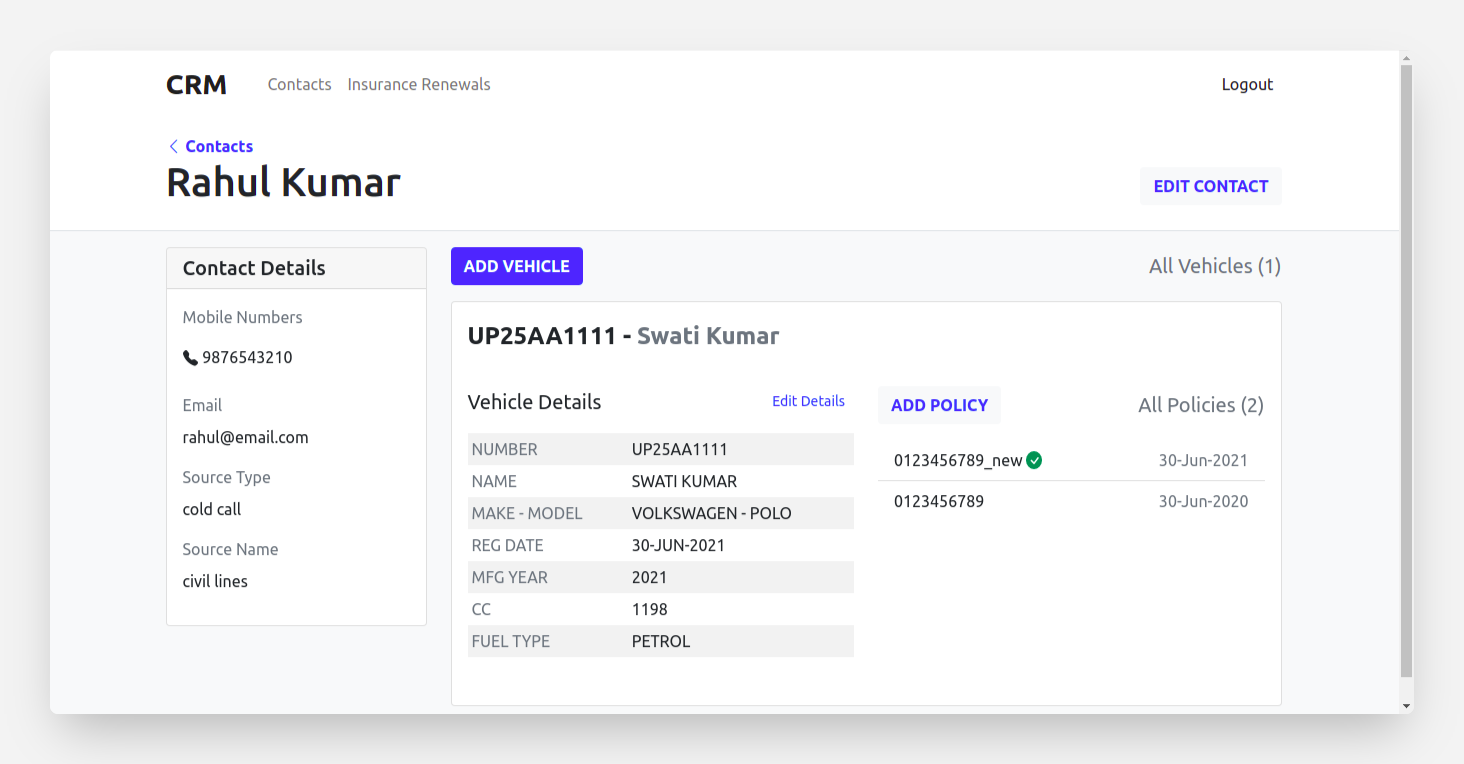 CRM Contacts Insurance Renewals Logout
Contacts
Rahul Kumar
EDIT CONTACT
Contact Details
Mobile Numbers
9876543210
Email
rahul@email.com
Source Type
cold call
Source Name
civil lines
ADD VEHICLE All Vehicles (1)
UP25AA1111 - Swati Kumar
Vehicle Details Edit Details
NUMBER UP25AA1111
NAME SWATI KUMAR
MAKE - MODEL VOLKSWAGEN - POLO
REG DATE 30-JUN-2021
MFG YEAR 2021
CC 1198
FUEL TYPE PETROL
ADD POLICY All Policies (2)
0123456789_new 30-Jun-2021
0123456789 30-Jun-2020